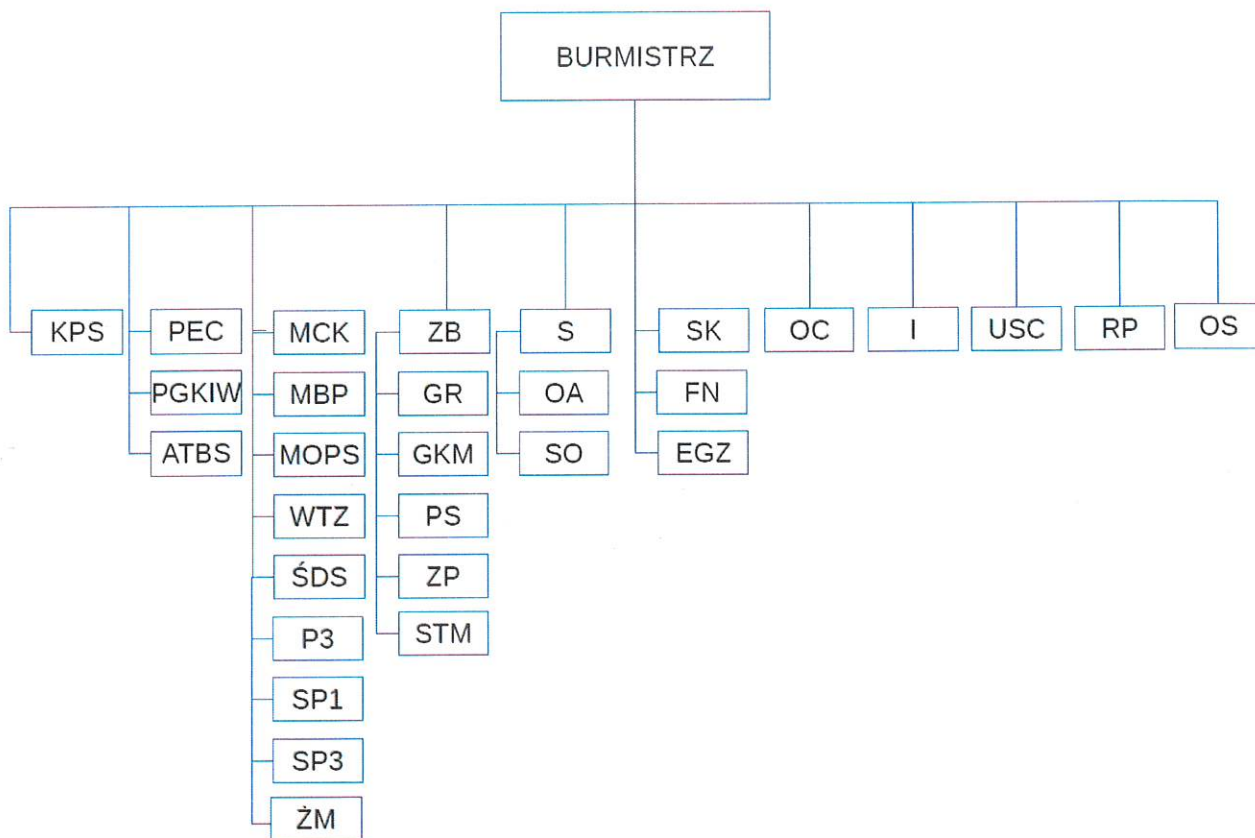 BURMISTRZ
KPS
PEC
PGKIW
ATBS
MCK
MBP
MOPS
WTZ
ŚDS
P3
SP1
SP3
ŻM
ZB
GR
GKM
PS
ZP
STM
S
OA
SO
SK
FN
EGZ
OC
I
USC
RP
OS